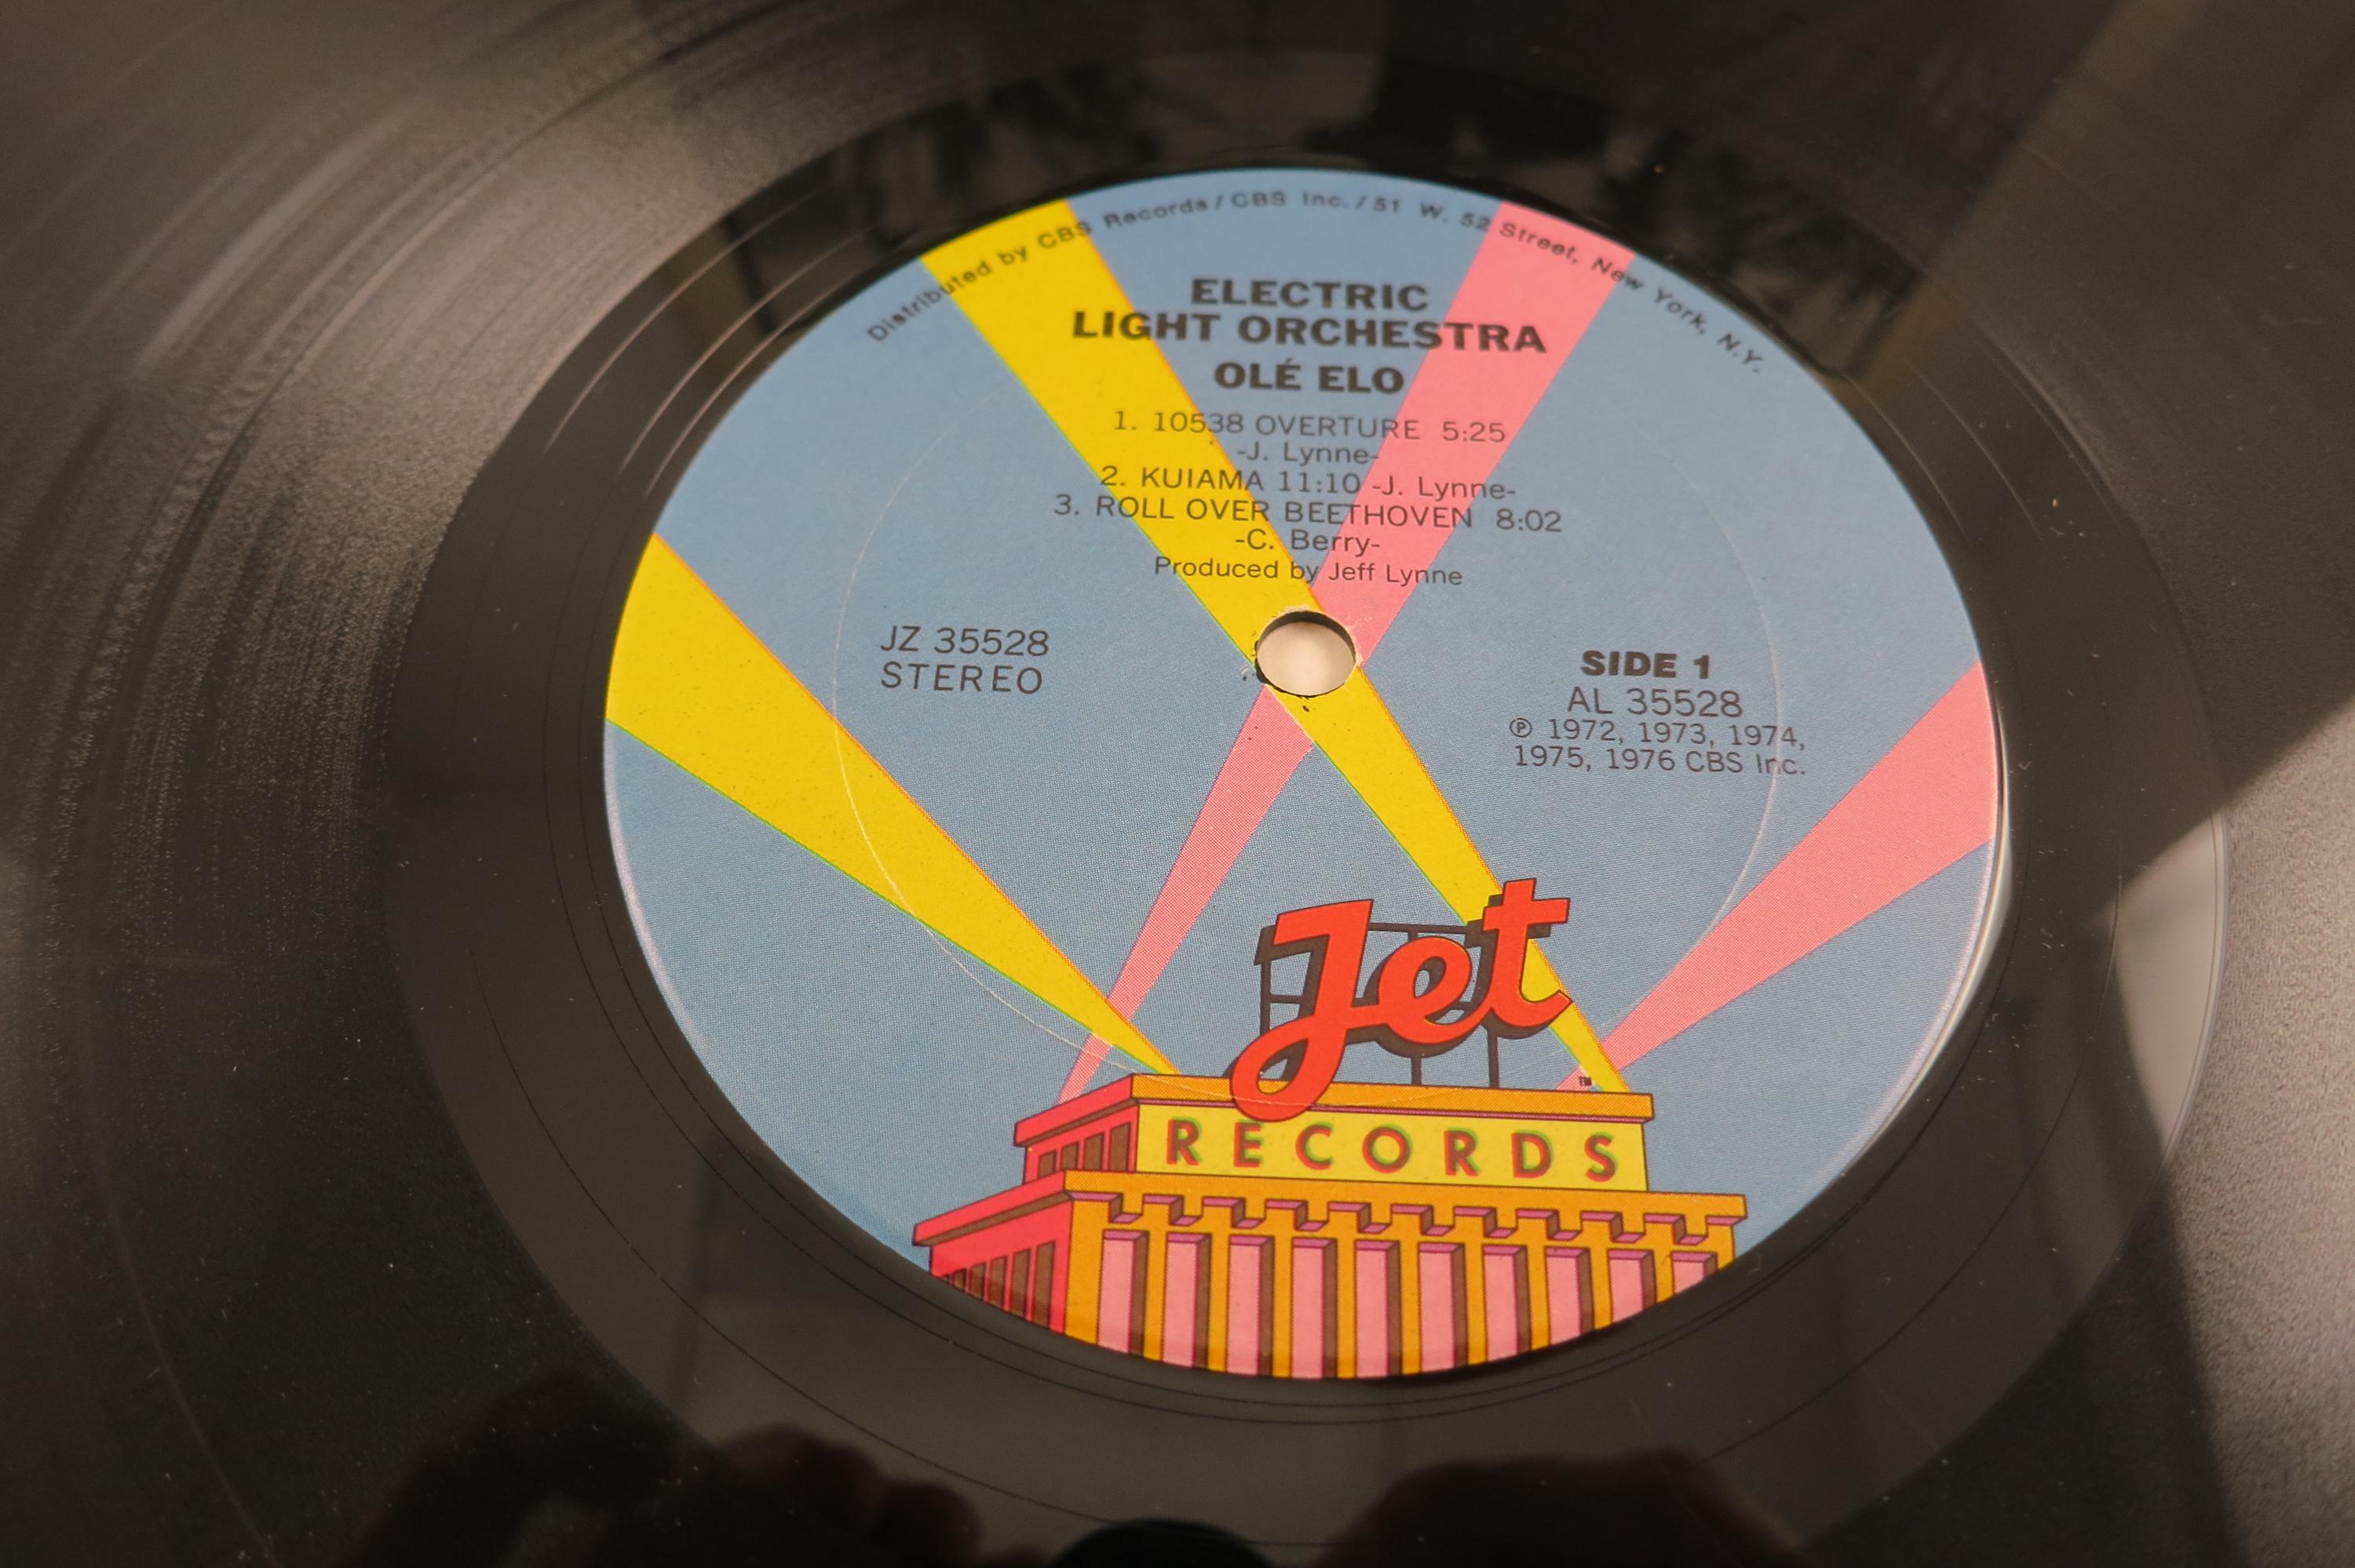 Distributed by CBS Records / CBS Inc. / 51 W. 52 Street, New York, N.Y.
ELECTRIC
LIGHT ORCHESTRA
OLÉ ELO
1. 10538 OVERTURE 5:25
-J. Lynne-
2. KUIAMA 11:10 -J. Lynne-
3. ROLL OVER BEETHOVEN 8:02
-C. Berry-
Produced by Jeff Lynne
JZ 35528
STEREO
SIDE 1
AL 35528
℗ 1972, 1973, 1974,
1975, 1976 CBS Inc.
Jet
TM
RECORDS